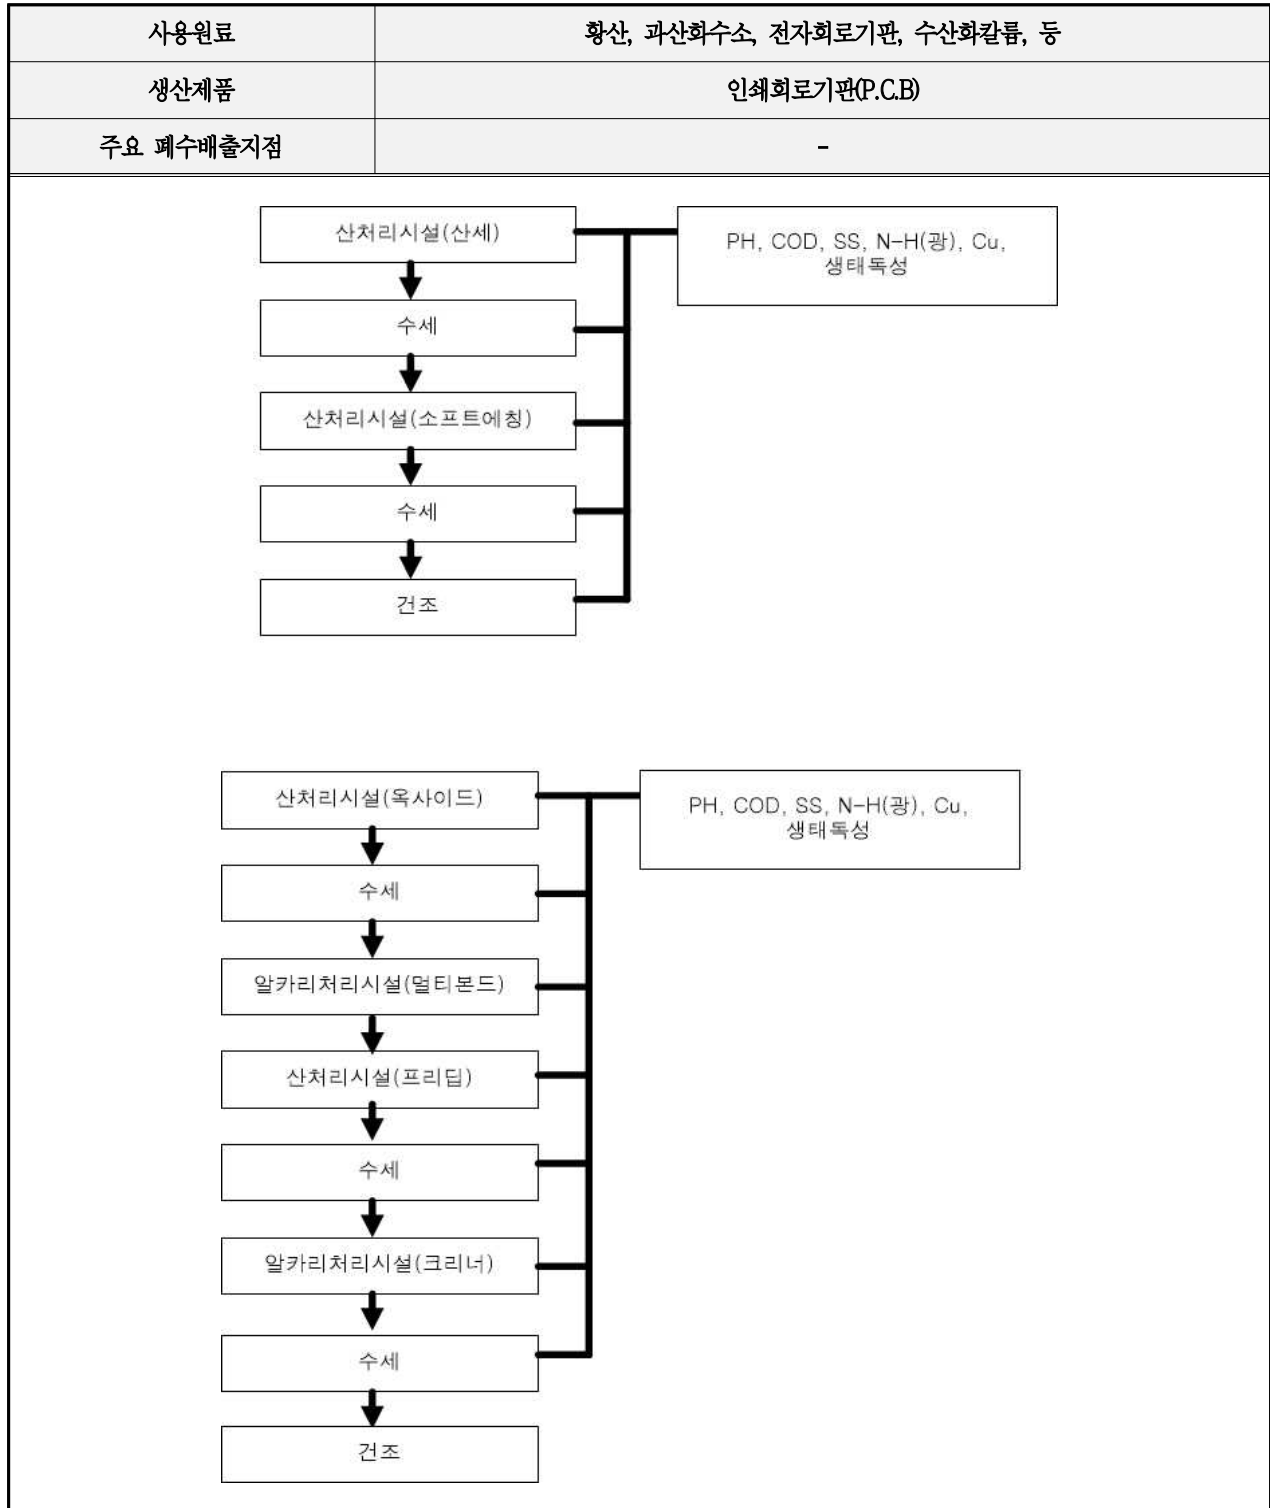 사용원료
황산, 과산화수소, 전자회로기판, 수산화칼륨, 등
생산제품
인쇄회로기판(P.C.B)
주요 폐수배출지점
-
산처리시설(산세)
PH, COD, SS, N-H(광), Cu,
생태독성
수세
산처리시설(소프트에칭)
수세
건조
산처리시설(옥사이드)
PH, COD, SS, N-H(광), Cu,
생태독성
수세
알카리처리시설(멀티본드)
산처리시설(프리딥)
수세
알카리처리시설(크리너)
수세
건조